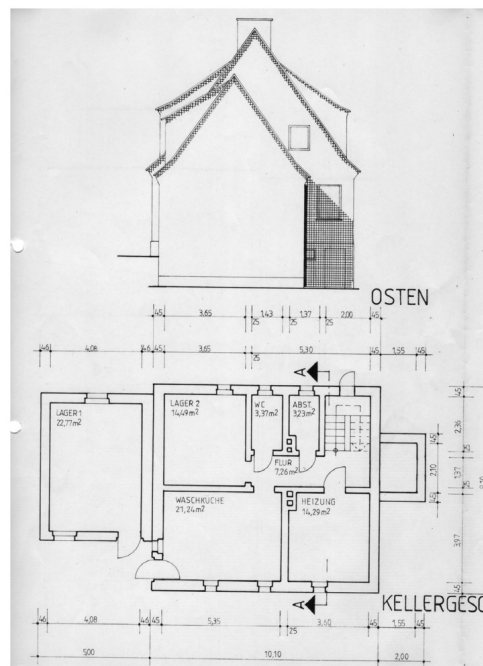 OSTEN
45 3,65 1,43 1,37 2,00 45
25 25 25
46 4,08 46 45 3,65 5,30 45 1,55 45
25
A
LAGER 1
22,77m²
LAGER 2
14,49m²
WC
3,37m²
ABST.
3,23m²
FLUR
7,26m²
WASCHKÜCHE
21,24m²
HEIZUNG
14,29m²
45
2,10
45
45
2,36
1,37
3,97
45
A
KELLERGESC
46 4,08 46 45 5,35 3,60 45 1,55 45
25
5,00 10,10 2,00